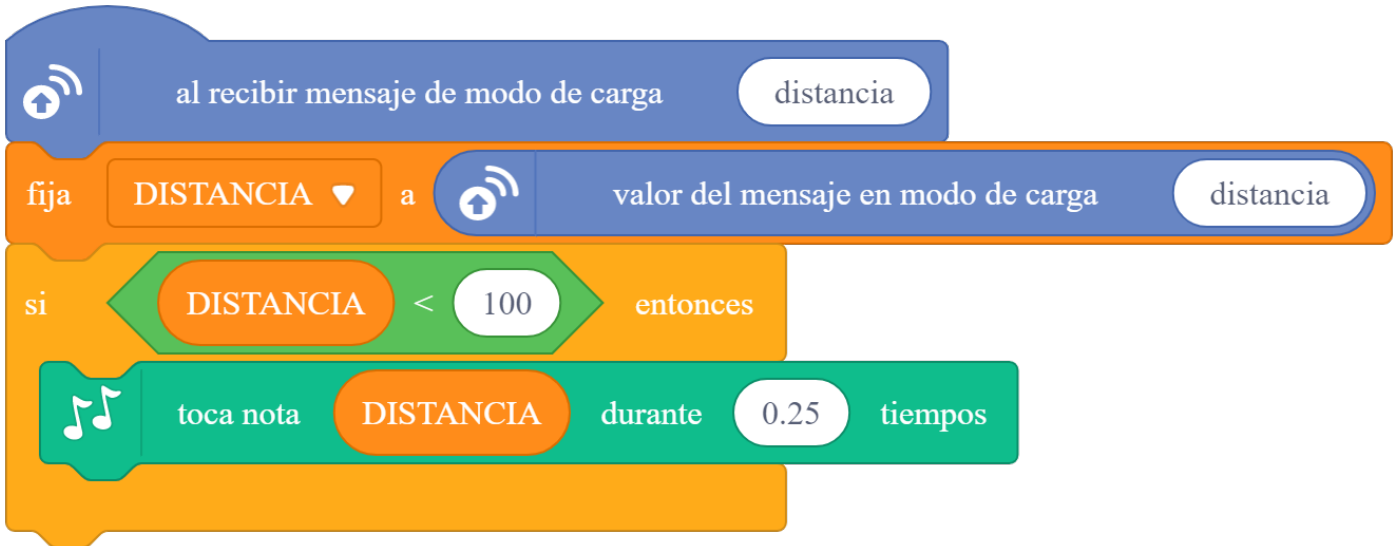 al recibir mensaje de modo de carga distancia
fija DISTANCIA a valor del mensaje en modo de carga distancia
si DISTANCIA < 100 entonces
toca nota DISTANCIA durante 0.25 tiempos